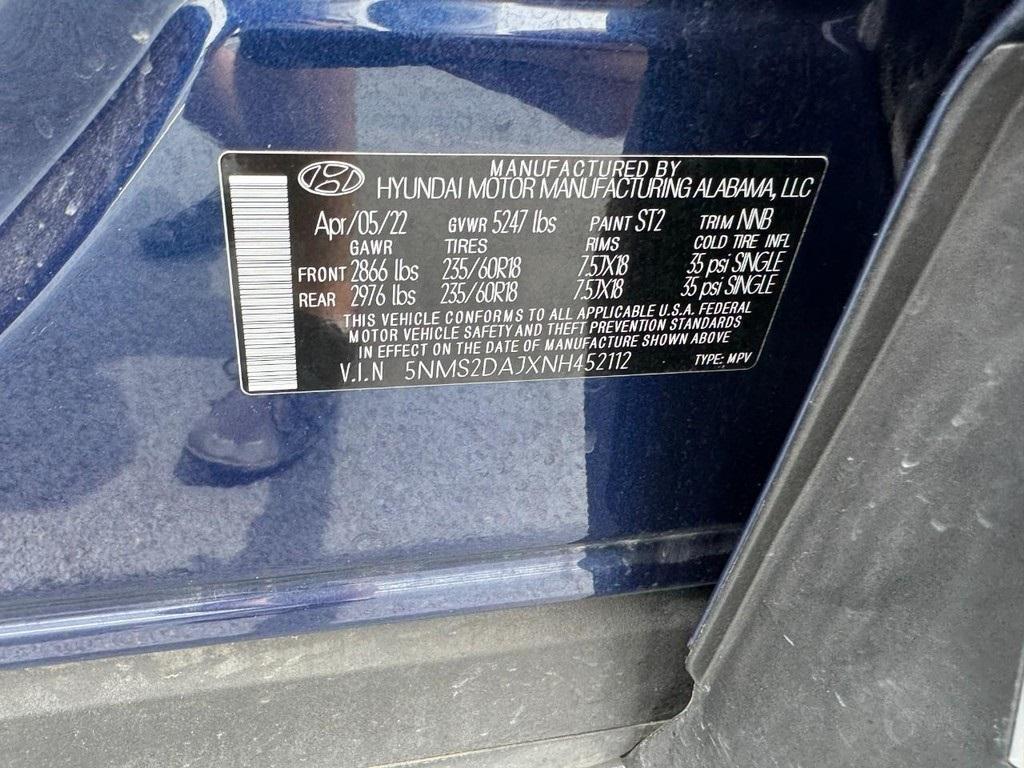 MANUFACTURED BY
HYUNDAI MOTOR MANUFACTURING ALABAMA, LLC
Apr/05/22 GVWR 5247 lbs PAINT ST2 TRIM NNB
GAWR TIRES RIMS COLD TIRE INFL
FRONT 2866 lbs 235/60R18 7.5JX18 35 psi SINGLE
REAR 2976 lbs 235/60R18 7.5JX18 35 psi SINGLE
THIS VEHICLE CONFORMS TO ALL APPLICABLE U.S.A. FEDERAL
MOTOR VEHICLE SAFETY AND THEFT PREVENTION STANDARDS
IN EFFECT ON THE DATE OF MANUFACTURE SHOWN ABOVE
V.I.N 5NMS2DAJXNH452112 TYPE: MPV